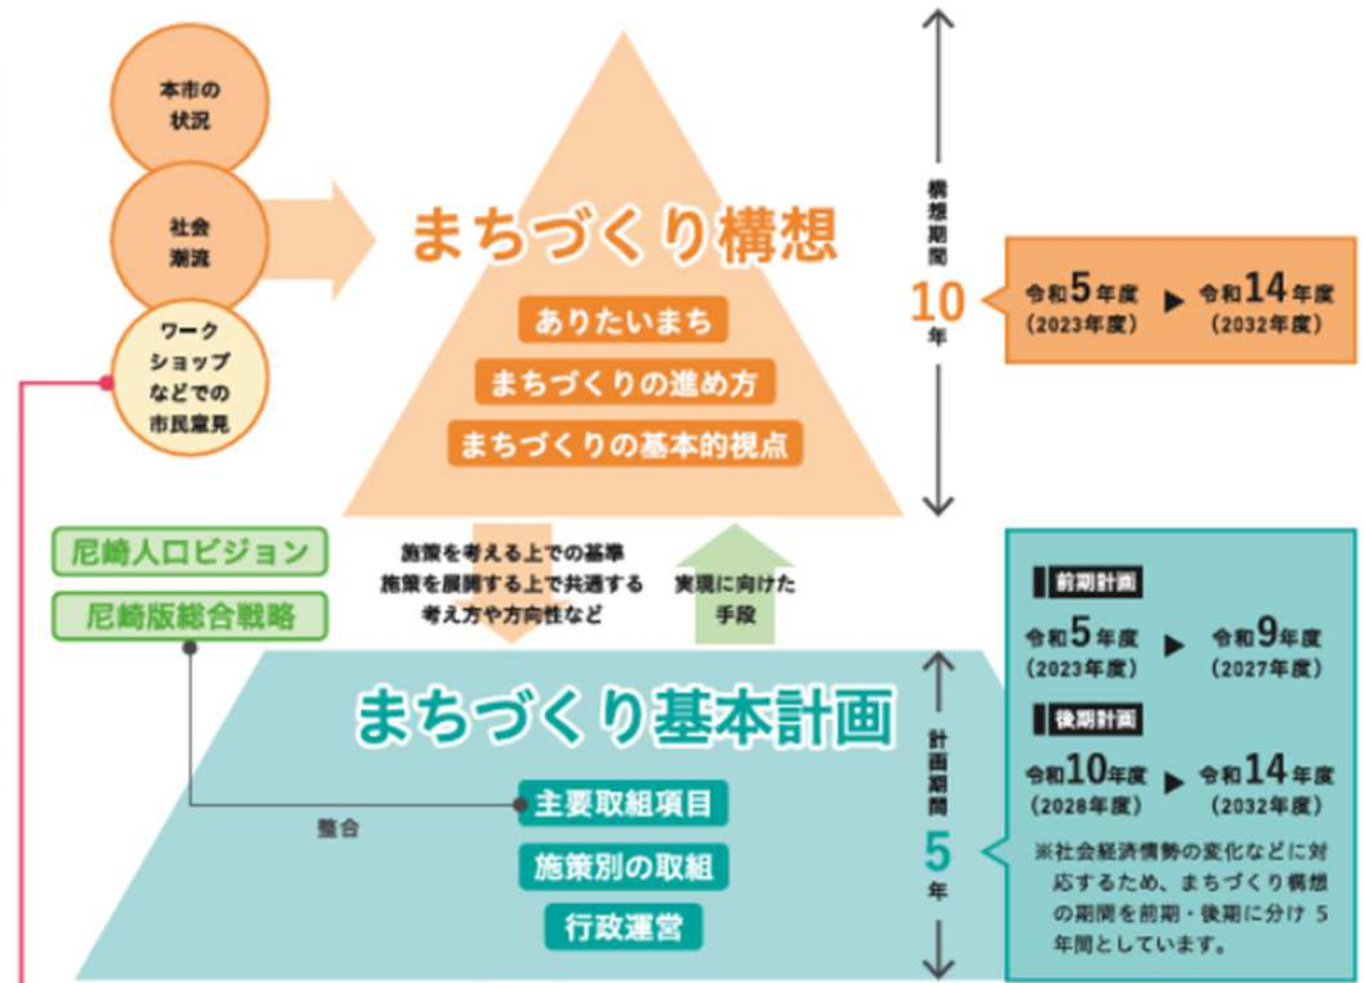 本市の
状況
社会
潮流
ワーク
ショップ
などでの
市民意見
まちづくり構想
ありたいまち
まちづくりの進め方
まちづくりの基本的視点
構想期間
10
年
令和5年度 ▶ 令和14年度
(2023年度) (2032年度)
尼崎人口ビジョン
尼崎版総合戦略
施策を考える上での基準
施策を展開する上で共通する
考え方や方向性など
実現に向けた
手段
まちづくり基本計画
主要取組項目
施策別の取組
行政運営
整合
計画期間
5
年
前期計画
令和5年度 ▶ 令和9年度
(2023年度) (2027年度)
後期計画
令和10年度 ▶ 令和14年度
(2028年度) (2032年度)
※社会経済情勢の変化などに対
応するため、まちづくり構想
の期間を前期・後期に分け 5
年間としています。